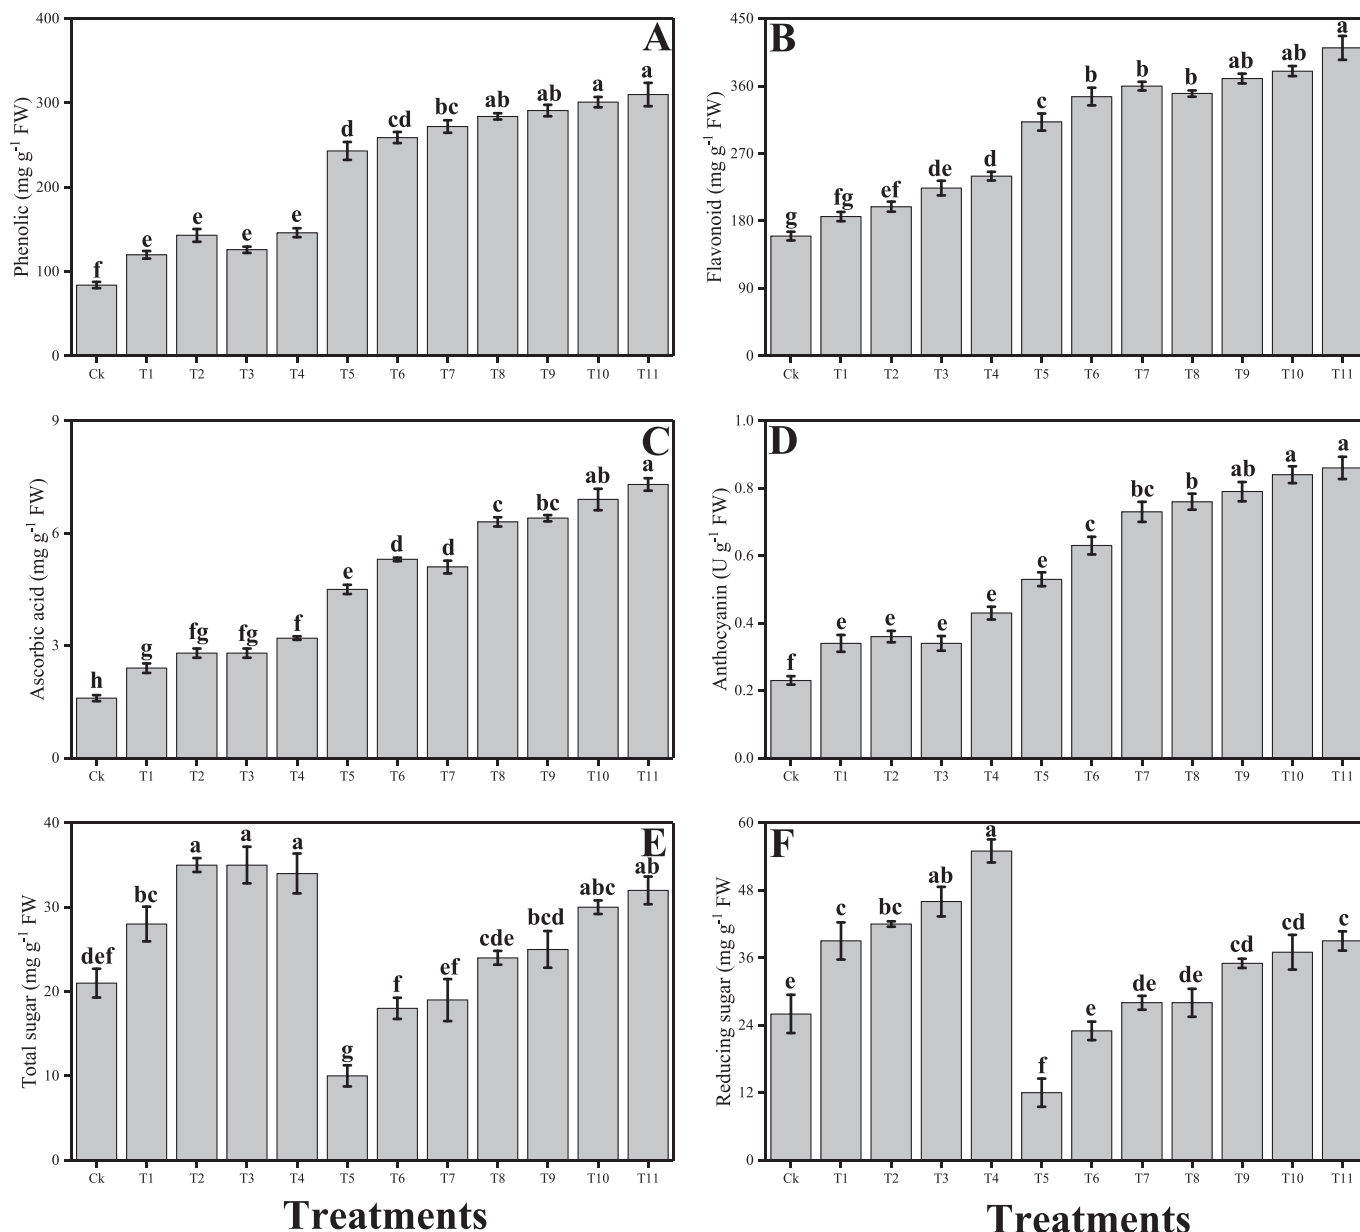 A
Phenolic (mg g⁻¹ FW)
400
300
200
100
0
f e e e e d cd bc ab ab a a
Ck T1 T2 T3 T4 T5 T6 T7 T8 T9 T10 T11
B
Flavonoid (mg g⁻¹ FW)
450
360
270
180
90
0
g fg ef de d c b b b ab ab a
Ck T1 T2 T3 T4 T5 T6 T7 T8 T9 T10 T11
C
Ascorbic acid (mg g⁻¹ FW)
9
6
3
0
h g fg fg f e d d c bc ab a
Ck T1 T2 T3 T4 T5 T6 T7 T8 T9 T10 T11
D
Anthocyanin (U g⁻¹ FW)
1.0
0.8
0.6
0.4
0.2
0.0
f e e e e e c bc b ab a a
Ck T1 T2 T3 T4 T5 T6 T7 T8 T9 T10 T11
E
Total sugar (mg g⁻¹ FW
40
30
20
10
0
def bc a a a g f ef cde bcd abc ab
Ck T1 T2 T3 T4 T5 T6 T7 T8 T9 T10 T11
Treatments
F
Reducing sugar (mg g⁻¹ FW
60
48
36
24
12
0
e c bc ab a f e de de cd cd c
Ck T1 T2 T3 T4 T5 T6 T7 T8 T9 T10 T11
Treatments